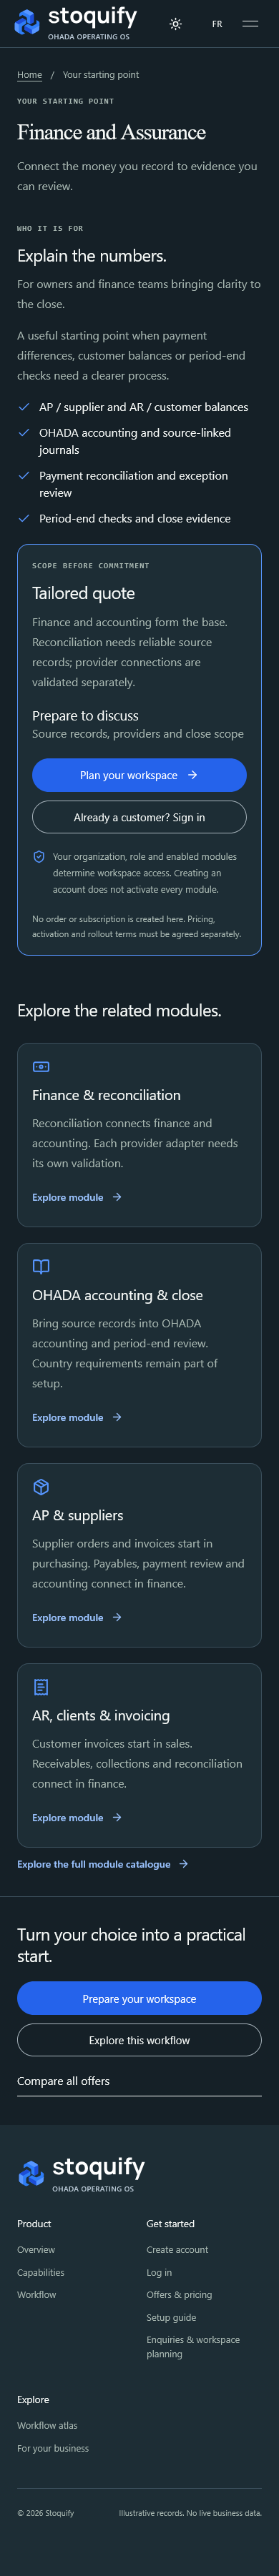 stoquify
OHADA OPERATING OS
FR
Home / Your starting point
YOUR STARTING POINT
Finance and Assurance
Connect the money you record to evidence you
can review.
WHO IT IS FOR
Explain the numbers.
For owners and finance teams bringing clarity to
the close.
A useful starting point when payment
differences, customer balances or period-end
checks need a clearer process.
AP / supplier and AR / customer balances
OHADA accounting and source-linked
journals
Payment reconciliation and exception
review
Period-end checks and close evidence
SCOPE BEFORE COMMITMENT
Tailored quote
Finance and accounting form the base.
Reconciliation needs reliable source
records; provider connections are
validated separately.
Prepare to discuss
Source records, providers and close scope
Plan your workspace
Already a customer? Sign in
Your organization, role and enabled modules
determine workspace access. Creating an
account does not activate every module.
No order or subscription is created here. Pricing,
activation and rollout terms must be agreed separately.
Explore the related modules.
Finance & reconciliation
Reconciliation connects finance and
accounting. Each provider adapter needs
its own validation.
Explore module
OHADA accounting & close
Bring source records into OHADA
accounting and period-end review.
Country requirements remain part of
setup.
Explore module
AP & suppliers
Supplier orders and invoices start in
purchasing. Payables, payment review and
accounting connect in finance.
Explore module
AR, clients & invoicing
Customer invoices start in sales.
Receivables, collections and reconciliation
connect in finance.
Explore module
Explore the full module catalogue
Turn your choice into a practical
start.
Prepare your workspace
Explore this workflow
Compare all offers
stoquify
OHADA OPERATING OS
Product
Overview
Capabilities
Workflow
Get started
Create account
Log in
Offers & pricing
Setup guide
Enquiries & workspace
planning
Explore
Workflow atlas
For your business
© 2026 Stoquify
Illustrative records. No live business data.